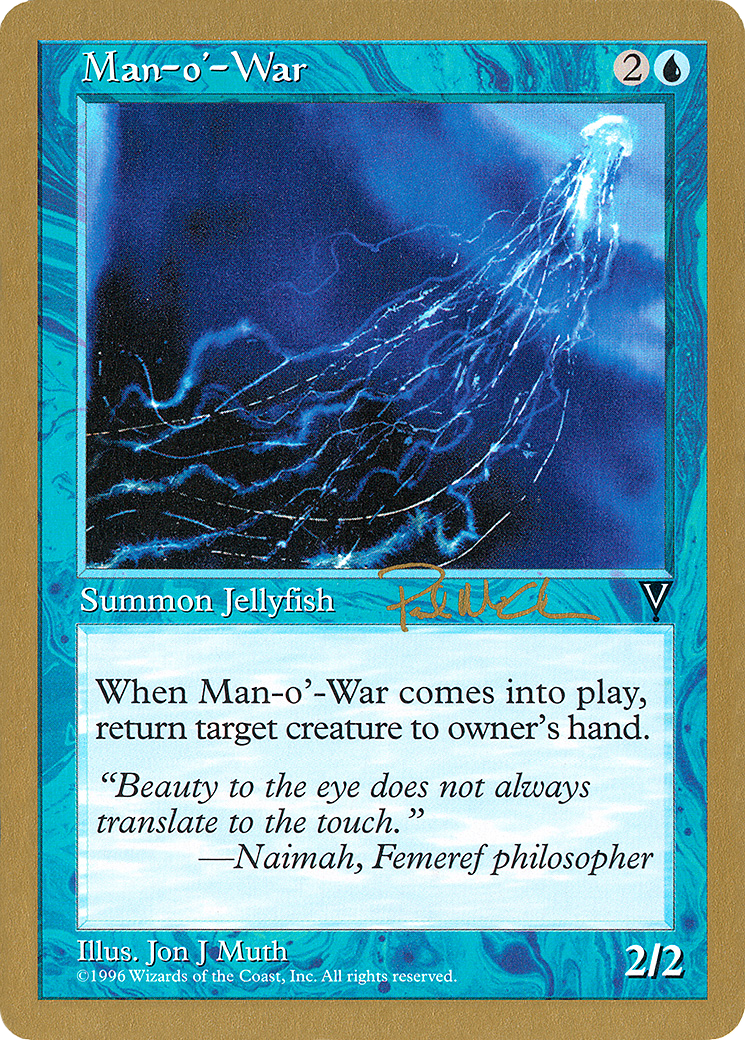 Man-o'-War 2
Summon Jellyfish
V
When Man-o'-War comes into play,
return target creature to owner's hand.
"Beauty to the eye does not always
translate to the touch."
—Naimah, Femeref philosopher
Illus. Jon J Muth
©1996 Wizards of the Coast, Inc. All rights reserved.
2/2